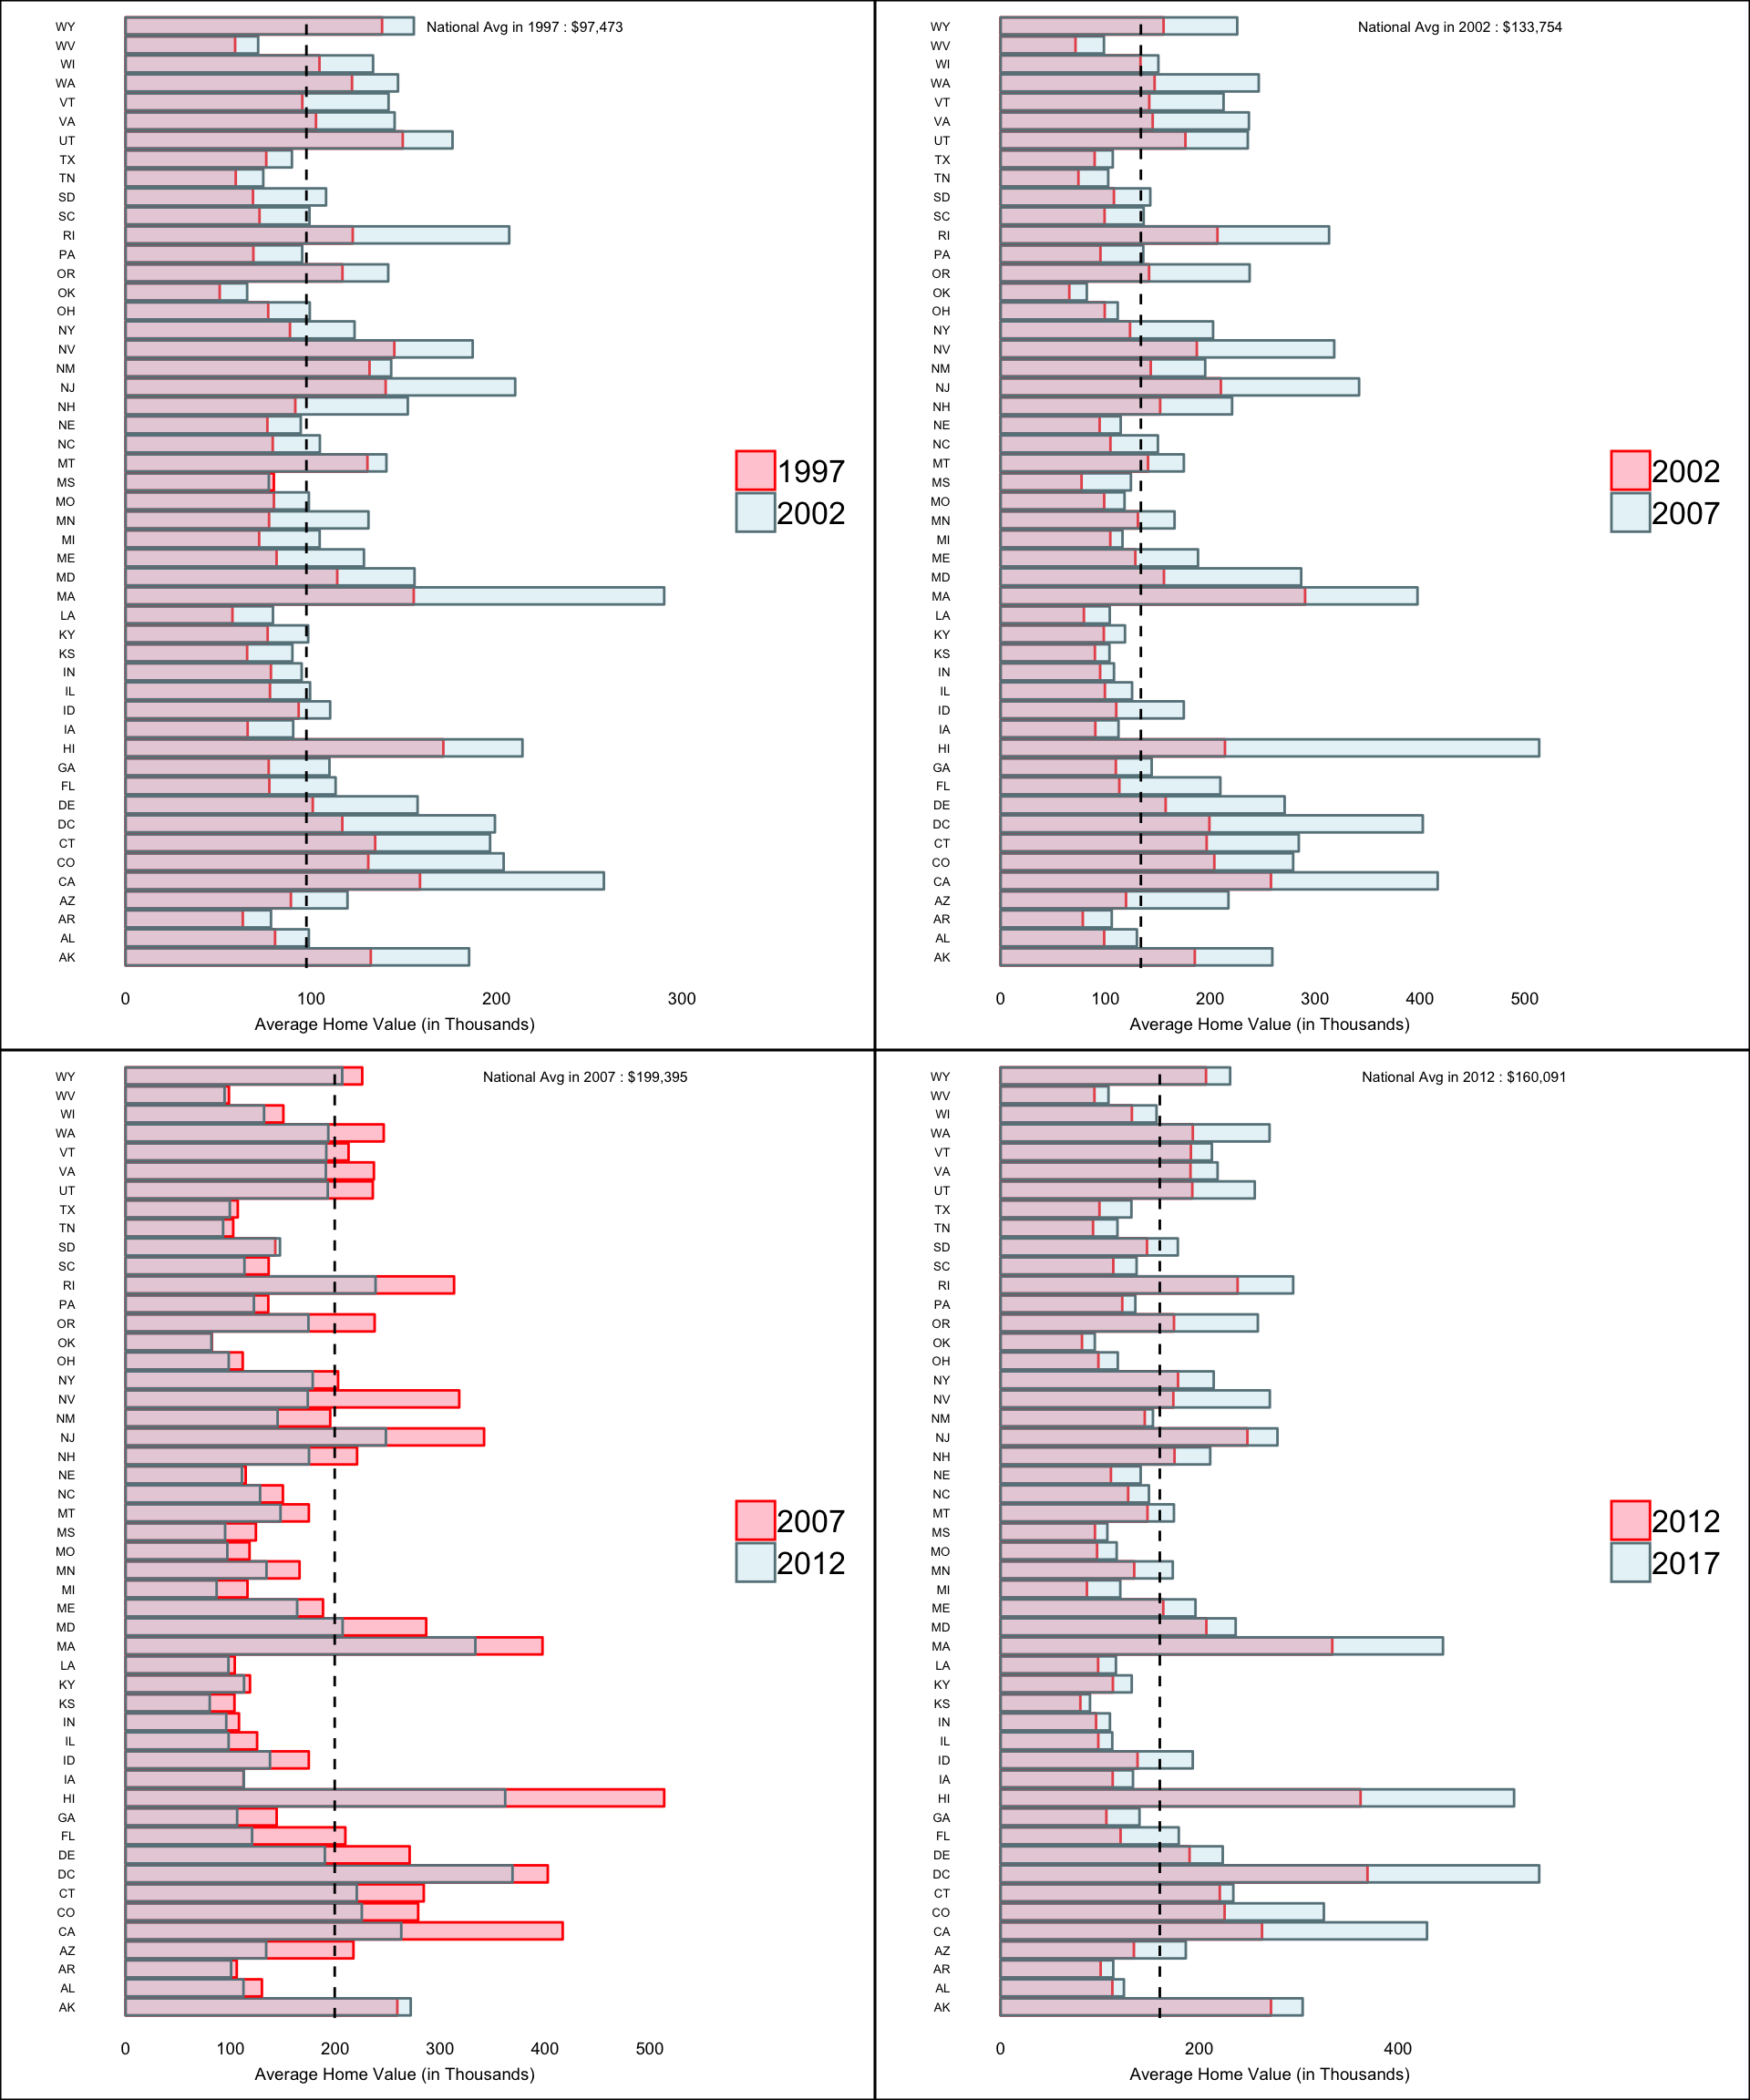 National Avg in 1997 : $97,473
WY
WV
WI
WA
VT
VA
UT
TX
TN
SD
SC
RI
PA
OR
OK
OH
NY
NV
NM
NJ
NH
NE
NC
MT
MS
MO
MN
MI
ME
MD
MA
LA
KY
KS
IN
IL
ID
IA
HI
GA
FL
DE
DC
CT
CO
CA
AZ
AR
AL
AK
1997
2002
0 100 200 300
Average Home Value (in Thousands)
National Avg in 2002 : $133,754
WY
WV
WI
WA
VT
VA
UT
TX
TN
SD
SC
RI
PA
OR
OK
OH
NY
NV
NM
NJ
NH
NE
NC
MT
MS
MO
MN
MI
ME
MD
MA
LA
KY
KS
IN
IL
ID
IA
HI
GA
FL
DE
DC
CT
CO
CA
AZ
AR
AL
AK
2002
2007
0 100 200 300 400 500
Average Home Value (in Thousands)
National Avg in 2007 : $199,395
WY
WV
WI
WA
VT
VA
UT
TX
TN
SD
SC
RI
PA
OR
OK
OH
NY
NV
NM
NJ
NH
NE
NC
MT
MS
MO
MN
MI
ME
MD
MA
LA
KY
KS
IN
IL
ID
IA
HI
GA
FL
DE
DC
CT
CO
CA
AZ
AR
AL
AK
2007
2012
0 100 200 300 400 500
Average Home Value (in Thousands)
National Avg in 2012 : $160,091
WY
WV
WI
WA
VT
VA
UT
TX
TN
SD
SC
RI
PA
OR
OK
OH
NY
NV
NM
NJ
NH
NE
NC
MT
MS
MO
MN
MI
ME
MD
MA
LA
KY
KS
IN
IL
ID
IA
HI
GA
FL
DE
DC
CT
CO
CA
AZ
AR
AL
AK
2012
2017
0 200 400
Average Home Value (in Thousands)